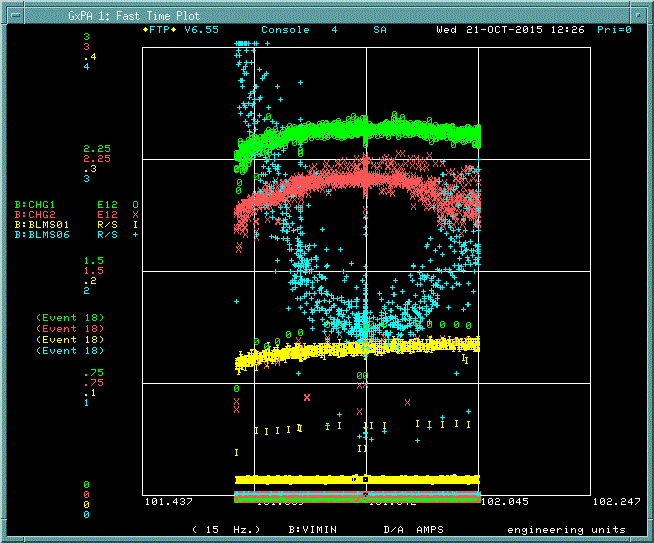 GxPA 1: Fast Time Plot
◆FTP◆ V6.55 Console 4 SA Wed 21-OCT-2015 12:26 Pri=0
3
3
.4
4
2.25
2.25
.3
3
B:CHG1 E12 O
B:CHG2 E12 X
B:BLMS01 R/S I
B:BLMS06 R/S +
1.5
1.5
.2
2
(Event 18)
(Event 18)
(Event 18)
(Event 18)
.75
.75
.1
1
0
0
0
0
101.437 102.045 102.247
( 15 Hz.) B:VIMIN D/A AMPS engineering units